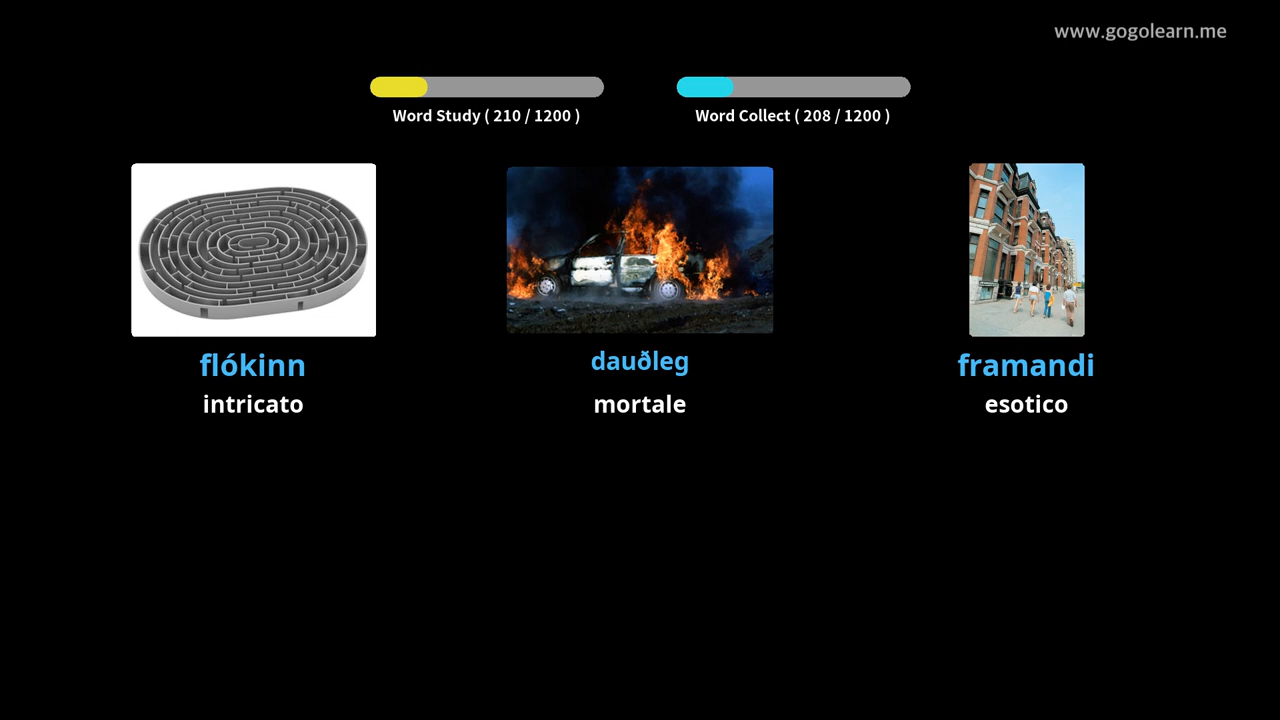 www.gogolearn.me
Word Study ( 210 / 1200 )
Word Collect ( 208 / 1200 )
flókinn
intricato
dauðleg
mortale
framandi
esotico